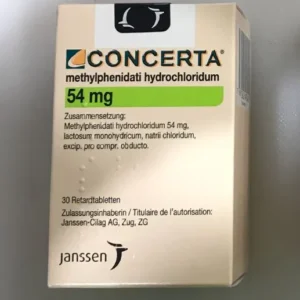 CONCERTA®
methylphenidati hydrochloridum
54 mg
Zusammensetzung:
Methylphenidati hydrochloridum 54 mg,
lactosum monohydricum, natrii chloridum,
excip. pro compr. obducto.
30 Retardtabletten
Zulassungsinhaberin / Titulaire de l'autorisation:
Janssen-Cilag AG, Zug, ZG
janssen